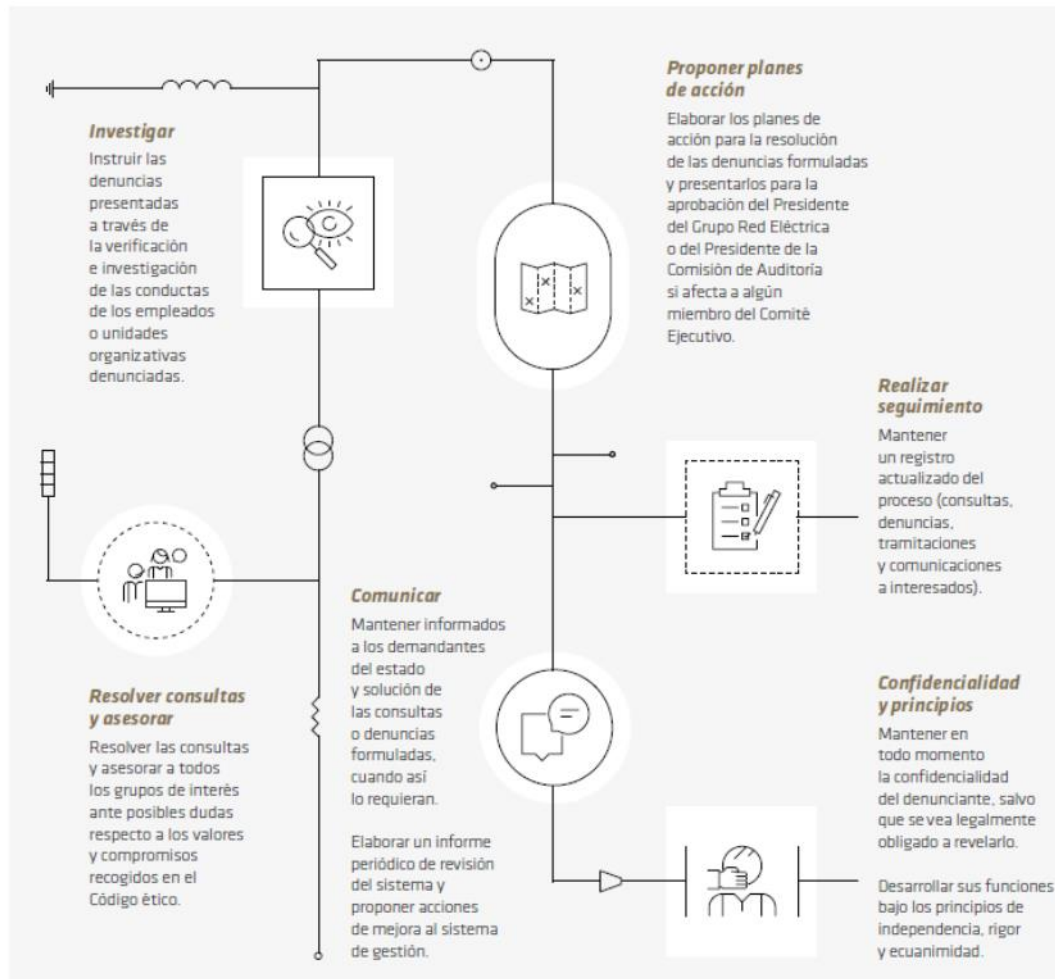 Investigar
Instruir las
denuncias
presentadas
a través de
la verificación
e investigación
de las conductas
de los empleados
o unidades
organizativas
denunciadas.
Resolver consultas
y asesorar
Resolver las consultas
y asesorar a todos
los grupos de interés
ante posibles dudas
respecto a los valores
y compromisos
recogidos en el
Código ético.
Comunicar
Mantener informados
a los demandantes
del estado
y solución de
las consultas
o denuncias
formuladas,
cuando así
lo requieran.
Elaborar un informe
periódico de revisión
del sistema y
proponer acciones
de mejora al sistema
de gestión.
Proponer planes
de acción
Elaborar los planes de
acción para la resolución
de las denuncias formuladas
y presentarlos para la
aprobación del Presidente
del Grupo Red Eléctrica
o del Presidente de la
Comisión de Auditoría
si afecta a algún
miembro del Comité
Ejecutivo.
Realizar
seguimiento
Mantener
un registro
actualizado del
proceso (consultas,
denuncias,
tramitaciones
y comunicaciones
a interesados).
Confidencialidad
y principios
Mantener en
todo momento
la confidencialidad
del denunciante, salvo
que se vea legalmente
obligado a revelarlo.
Desarrollar sus funciones
bajo los principios de
independencia, rigor
y ecuanimidad.